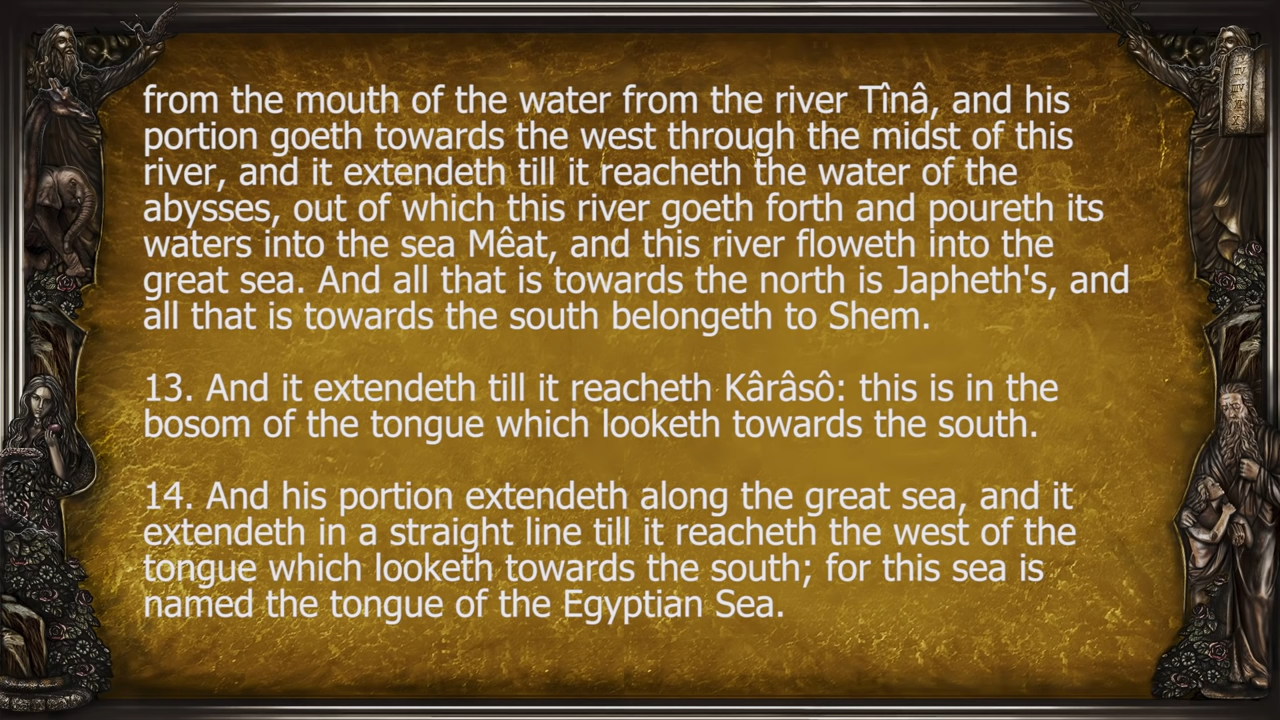 from the mouth of the water from the river Tînâ, and his
portion goeth towards the west through the midst of this
river, and it extendeth till it reacheth the water of the
abysses, out of which this river goeth forth and poureth its
waters into the sea Mêat, and this river floweth into the
great sea. And all that is towards the north is Japheth's, and
all that is towards the south belongeth to Shem.
13. And it extendeth till it reacheth Kârâsô: this is in the
bosom of the tongue which looketh towards the south.
14. And his portion extendeth along the great sea, and it
extendeth in a straight line till it reacheth the west of the
tongue which looketh towards the south; for this sea is
named the tongue of the Egyptian Sea.